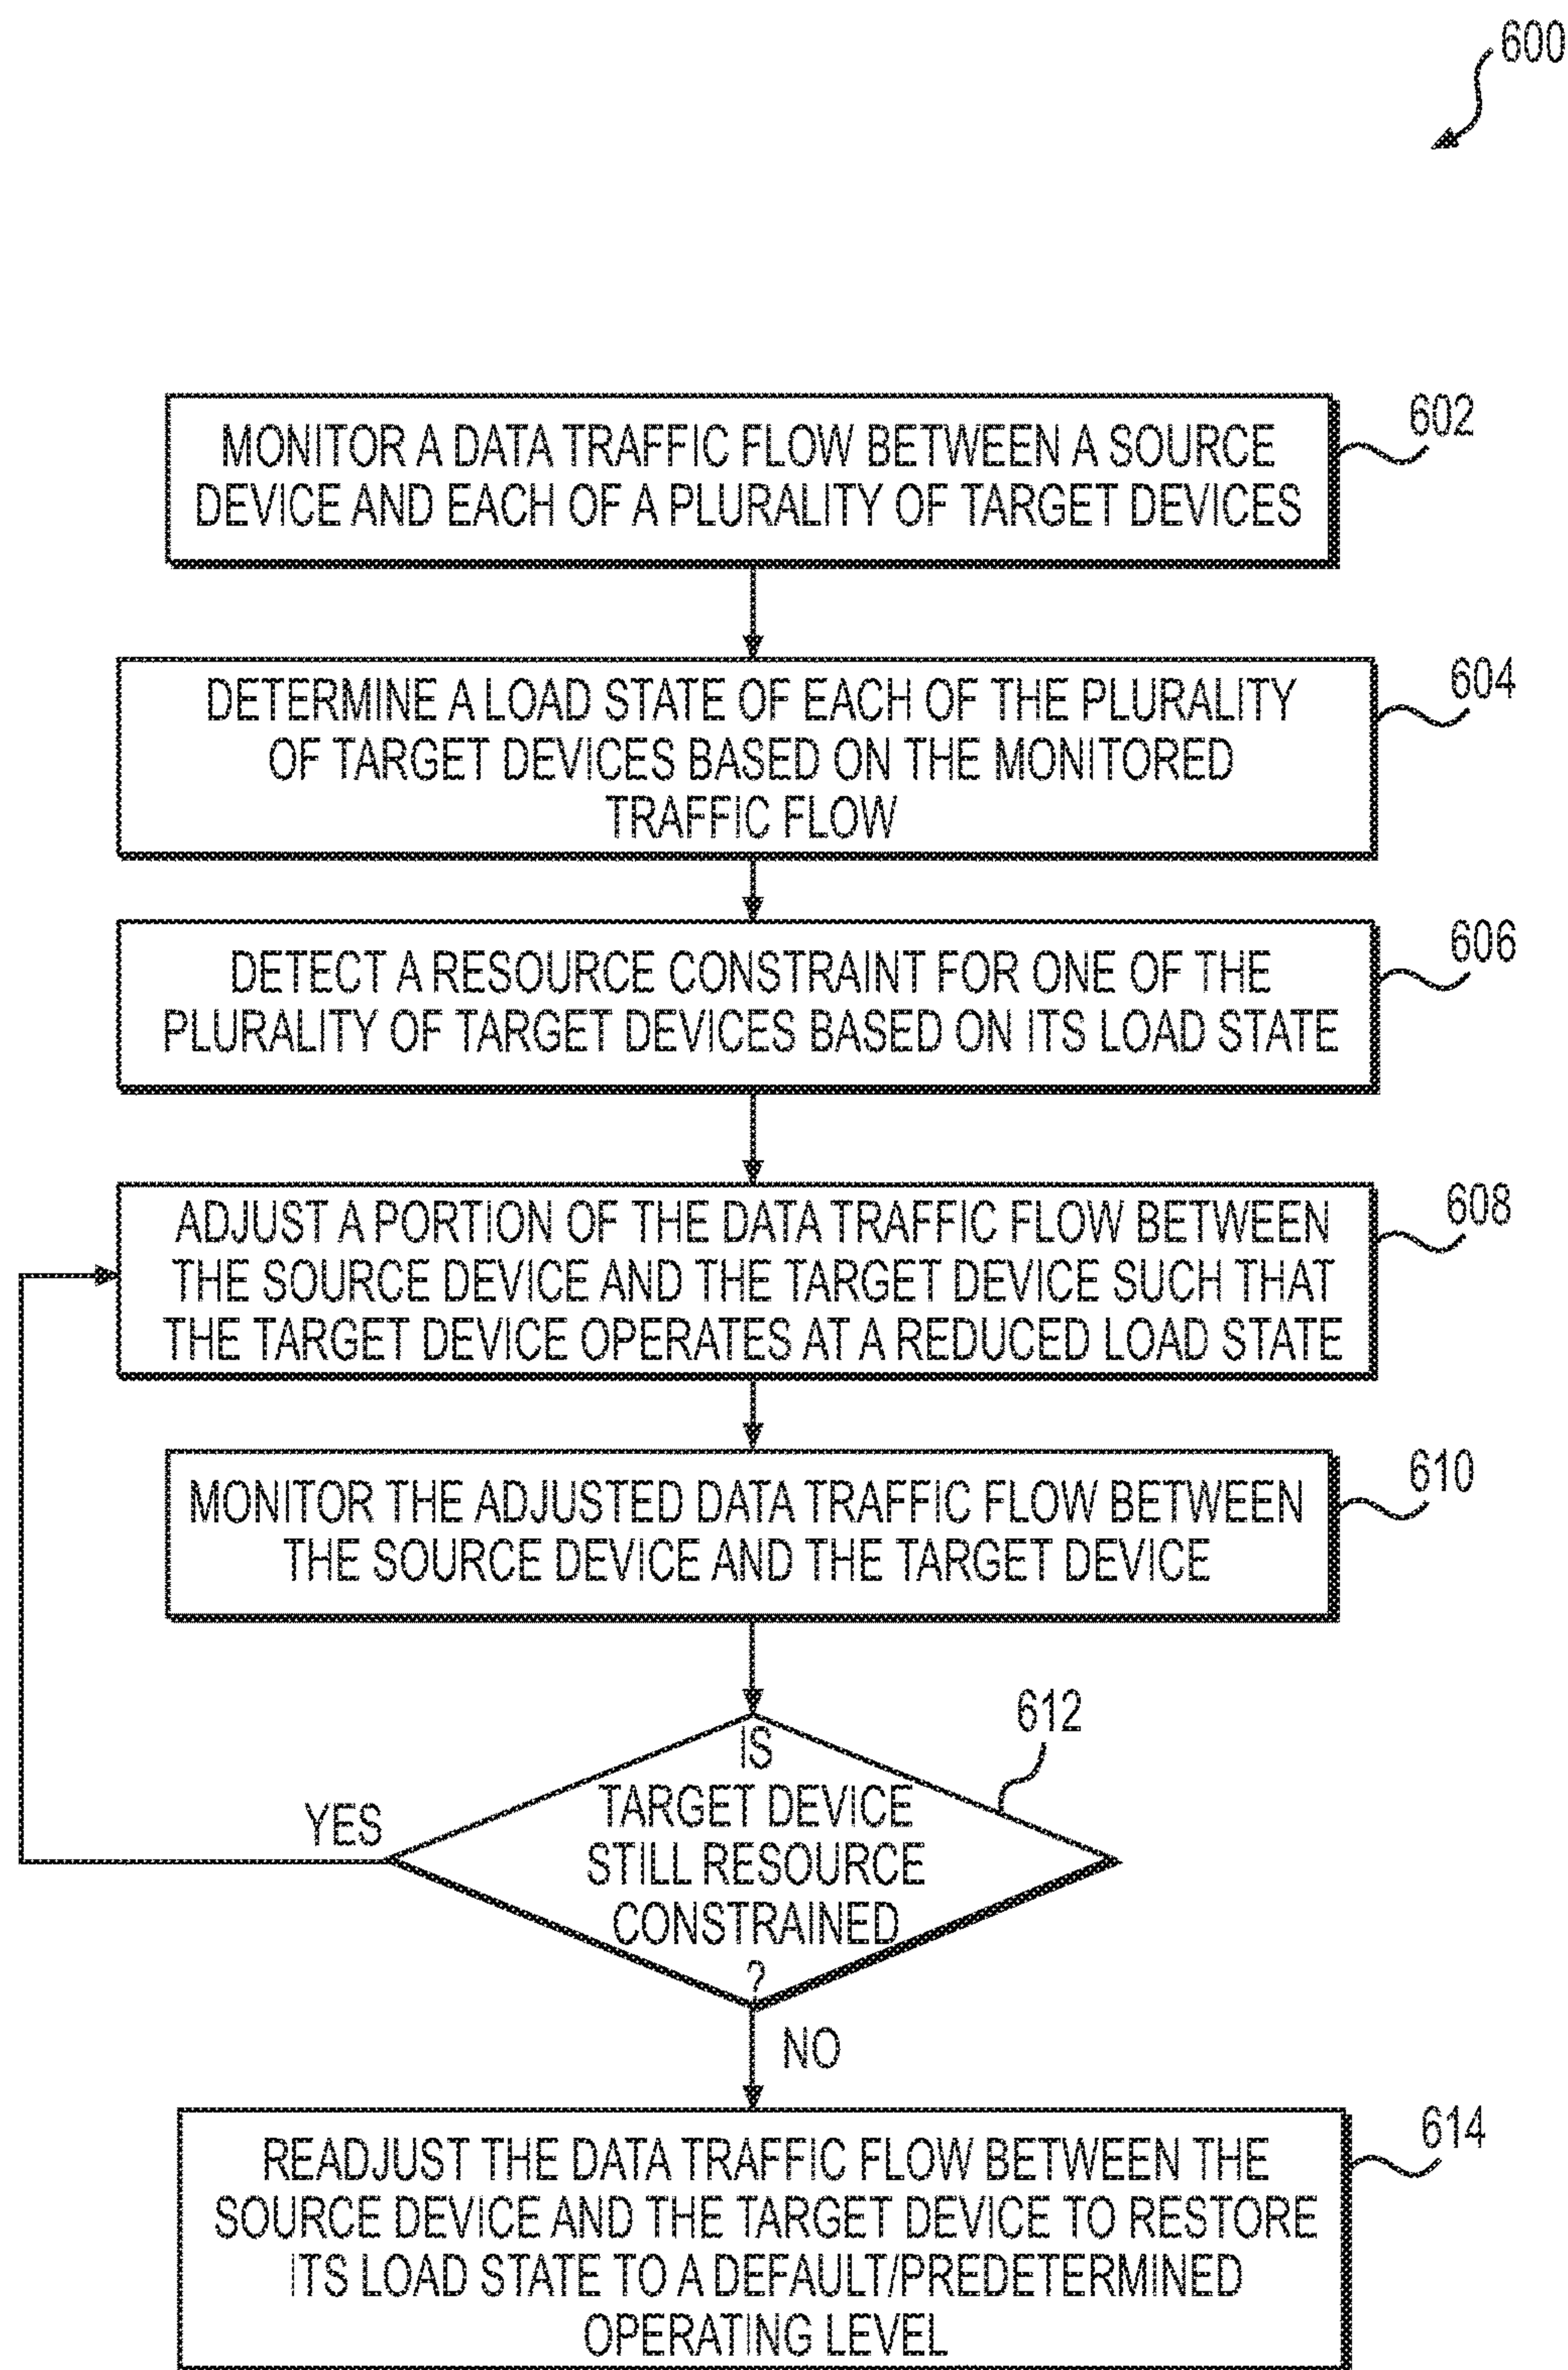 600
MONITOR A DATA TRAFFIC FLOW BETWEEN A SOURCE
DEVICE AND EACH OF A PLURALITY OF TARGET DEVICES
602
DETERMINE A LOAD STATE OF EACH OF THE PLURALITY
OF TARGET DEVICES BASED ON THE MONITORED
TRAFFIC FLOW
604
DETECT A RESOURCE CONSTRAINT FOR ONE OF THE
PLURALITY OF TARGET DEVICES BASED ON ITS LOAD STATE
606
ADJUST A PORTION OF THE DATA TRAFFIC FLOW BETWEEN
THE SOURCE DEVICE AND THE TARGET DEVICE SUCH THAT
THE TARGET DEVICE OPERATES AT A REDUCED LOAD STATE
608
MONITOR THE ADJUSTED DATA TRAFFIC FLOW BETWEEN
THE SOURCE DEVICE AND THE TARGET DEVICE
610
612
IS
TARGET DEVICE
STILL RESOURCE
CONSTRAINED
?
YES
NO
READJUST THE DATA TRAFFIC FLOW BETWEEN THE
SOURCE DEVICE AND THE TARGET DEVICE TO RESTORE
ITS LOAD STATE TO A DEFAULT/PREDETERMINED
OPERATING LEVEL
614